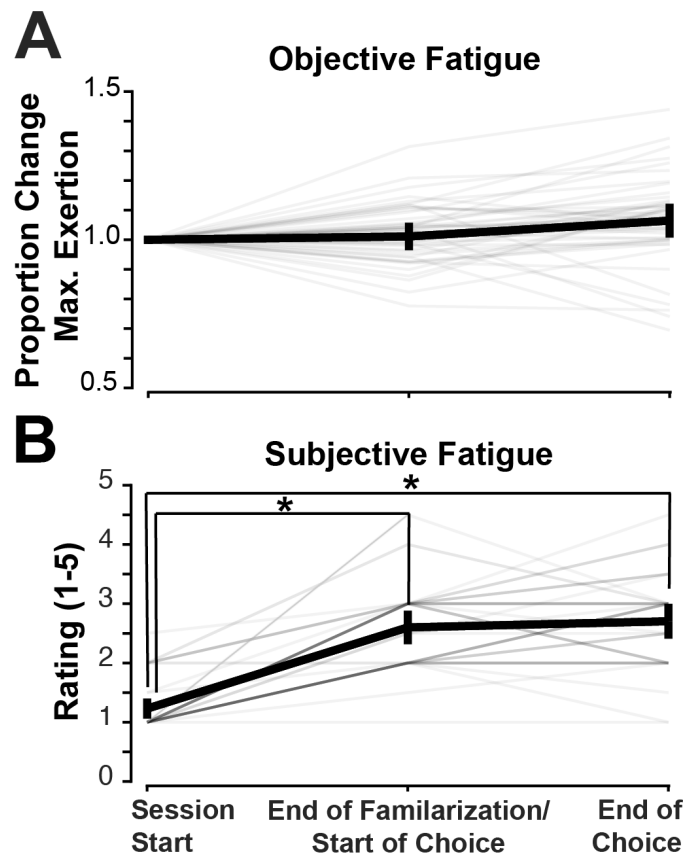 A
Objective Fatigue
Proportion Change
Max. Exertion
1.5
1.0
0.5
B
Subjective Fatigue
Rating (1-5)
5
4
3
2
1
0
*
*
Session
Start
End of Familarization/
Start of Choice
End of
Choice